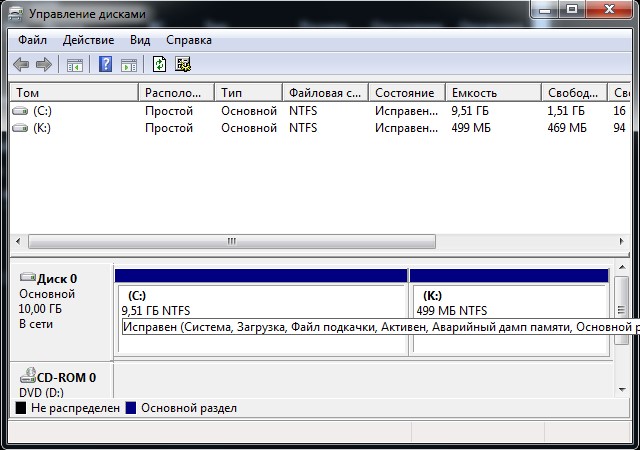 Управление дисками
Файл Действие Вид Справка
Том Располо... Тип Файловая с... Состояние Емкость Свобод... Сво
(C:) Простой Основной NTFS Исправен... 9,51 ГБ 1,51 ГБ 16
(K:) Простой Основной NTFS Исправен... 499 МБ 469 МБ 94
Диск 0
Основной
10,00 ГБ
В сети
(C:)
9,51 ГБ NTFS
(K:)
499 МБ NTFS
Исправен (Система, Загрузка, Файл подкачки, Активен, Аварийный дамп памяти, Основной р
CD-ROM 0
DVD (D:)
Не распределен Основной раздел